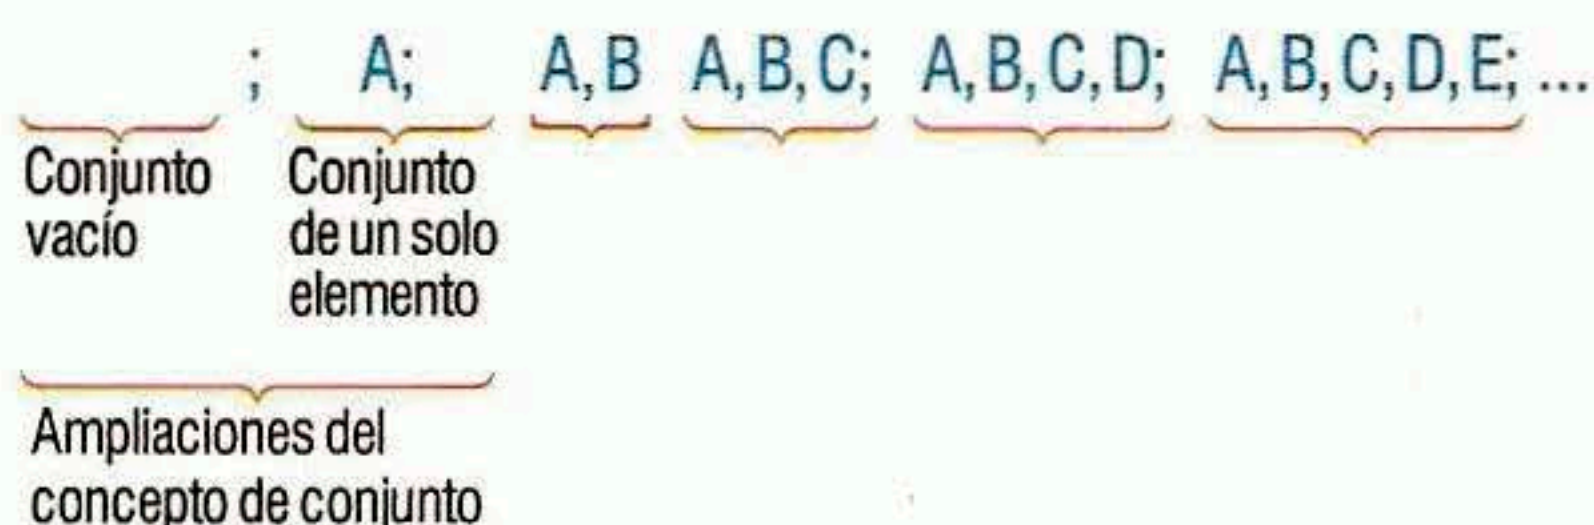 ; A; A,B A,B,C; A,B,C,D; A,B,C,D,E; ...
Conjunto vacío
Conjunto de un solo elemento
Ampliaciones del
concepto de conjunto